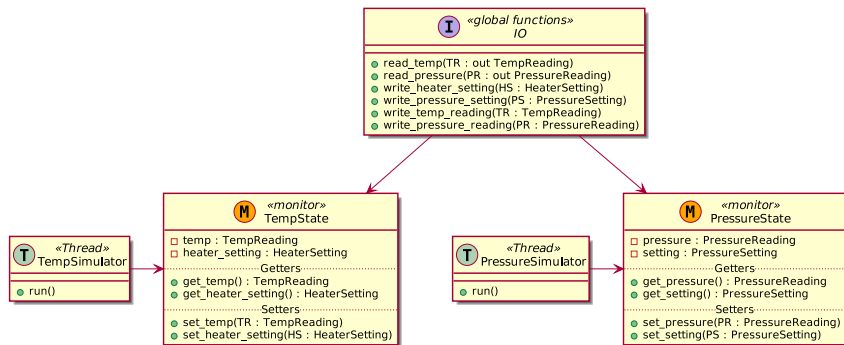 I
«global functions»
IO
read_temp(TR : out TempReading)
read_pressure(PR : out PressureReading)
write_heater_setting(HS : HeaterSetting)
write_pressure_setting(PS : PressureSetting)
write_temp_reading(TR : TempReading)
write_pressure_reading(PR : PressureReading)
T
«Thread»
TempSimulator
run()
M
«monitor»
TempState
temp : TempReading
heater_setting : HeaterSetting
Getters
get_temp() : TempReading
get_heater_setting() : HeaterSetting
Setters
set_temp(TR : TempReading)
set_heater_setting(HS : HeaterSetting)
T
«Thread»
PressureSimulator
run()
M
«monitor»
PressureState
pressure : PressureReading
setting : PressureSetting
Getters
get_pressure() : PressureReading
get_setting() : PressureSetting
Setters
set_pressure(PR : PressureReading)
set_setting(PS : PressureSetting)